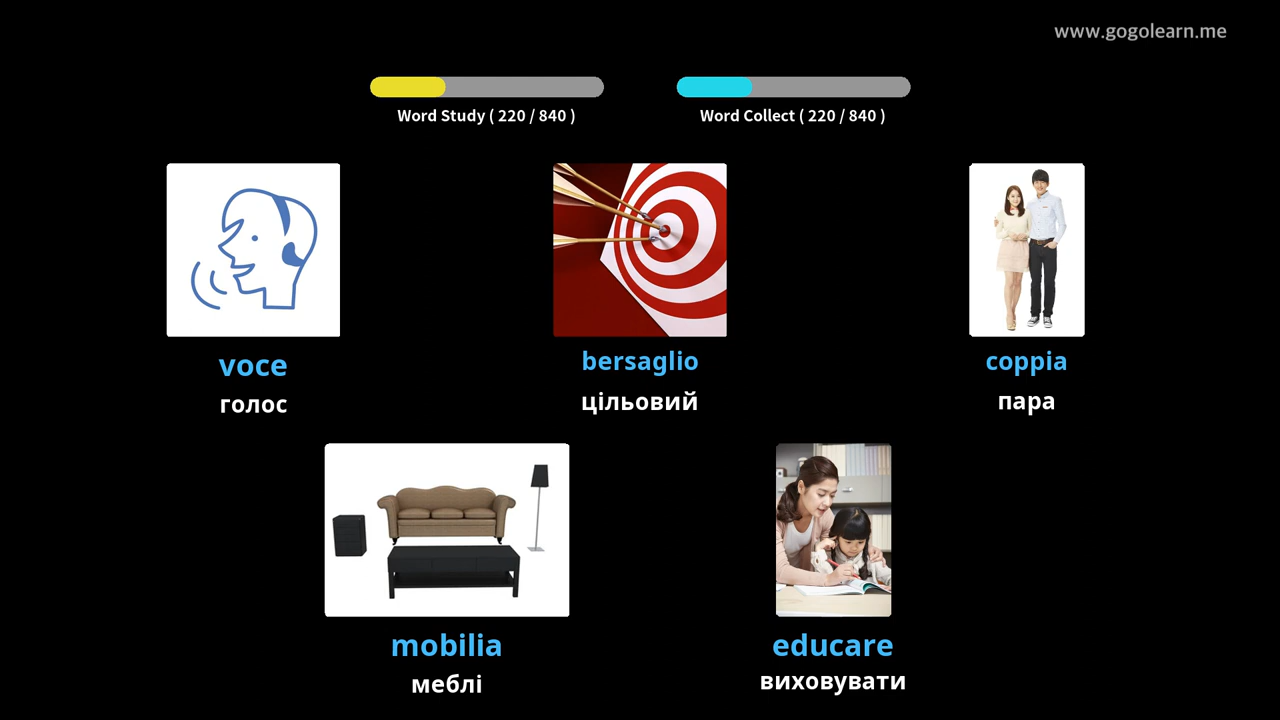 www.gogolearn.me
Word Study ( 220 / 840 )
Word Collect ( 220 / 840 )
voce
голос
bersaglio
цільовий
coppia
пара
mobilia
меблі
educare
виховувати